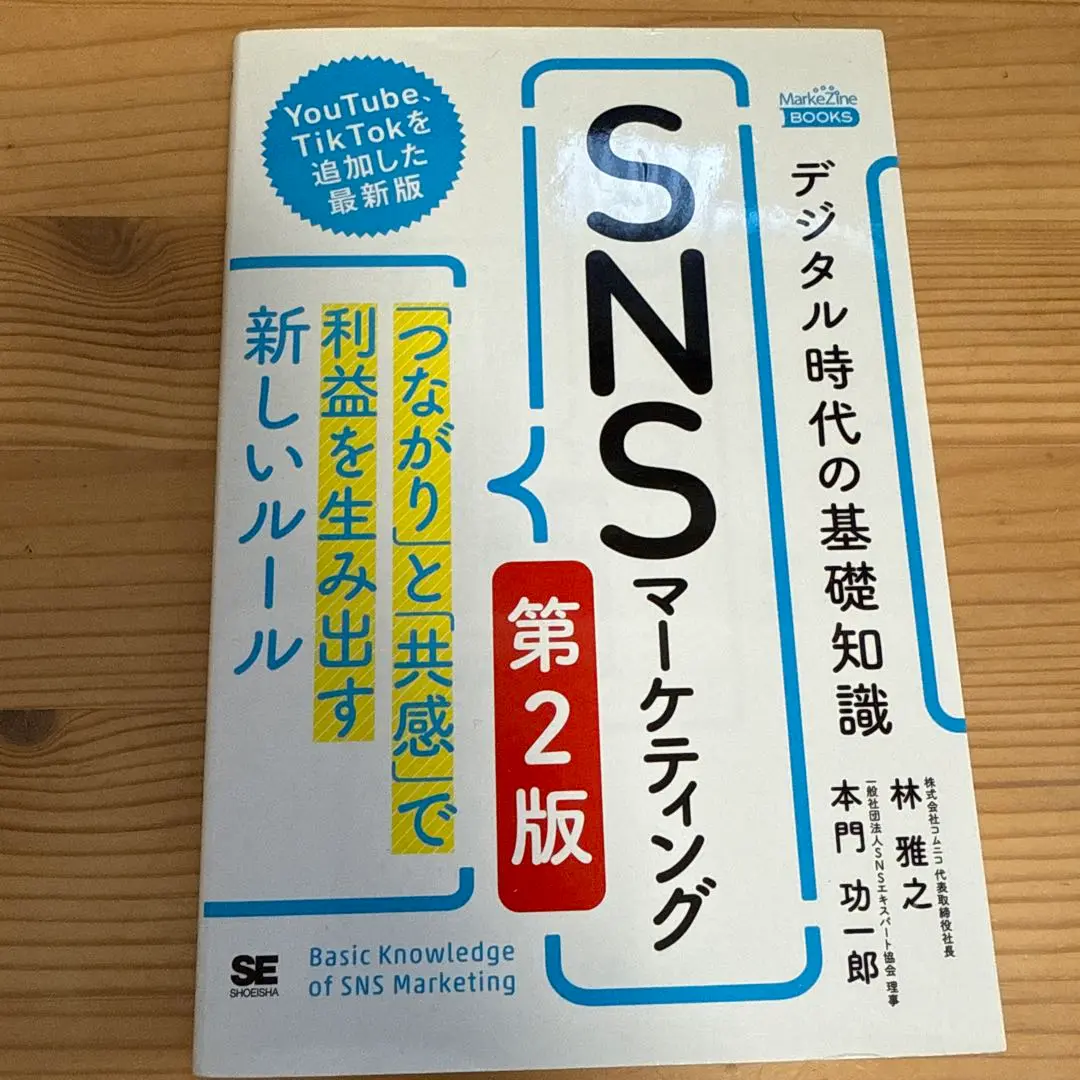 MarkeZine
BOOKS
デジタル時代の基礎知識
SNSマーケティング
第2版
YouTube、
TikTokを
追加した
最新版
「つながり」と「共感」で
利益を生み出す
新しいルール
株式会社コムニコ 代表取締役社長
林 雅之
一般社団法人SNSエキスパート協会 理事
本門 功一郎
SE
SHOEISHA
Basic Knowledge
of SNS Marketing